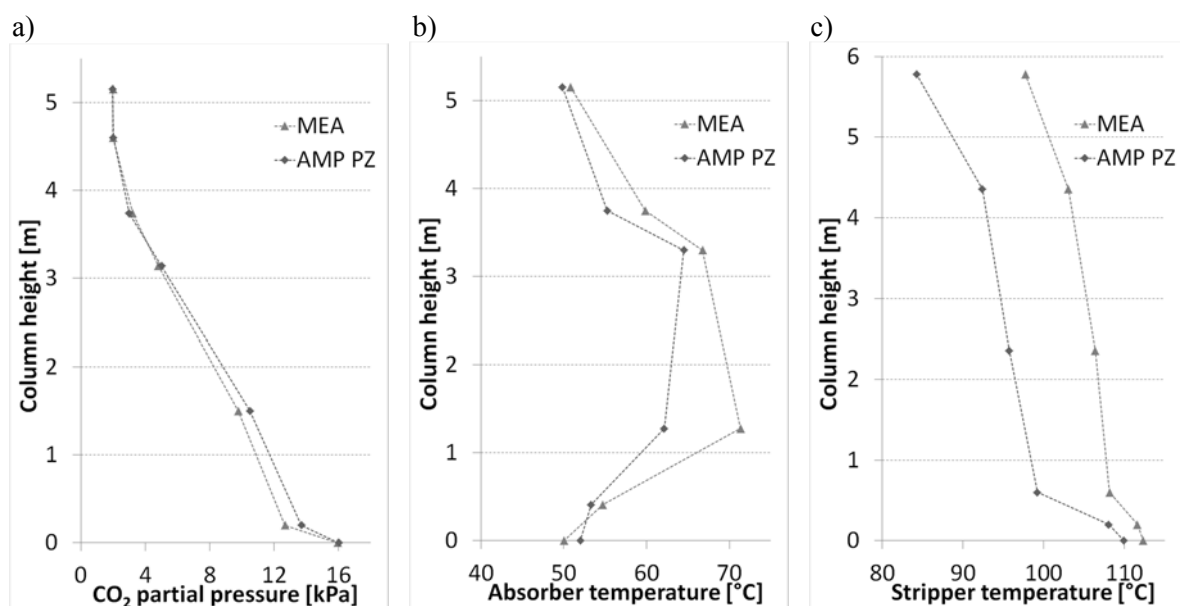 a)
5
4
3
2
1
0
Column height [m]
MEA
AMP PZ
0 4 8 12 16
CO₂ partial pressure [kPa]
b)
5
4
3
2
1
0
Column height [m]
MEA
AMP PZ
40 50 60 70
Absorber temperature [°C]
c)
6
5
4
3
2
1
0
Column height [m]
MEA
AMP PZ
80 90 100 110
Stripper temperature [°C]